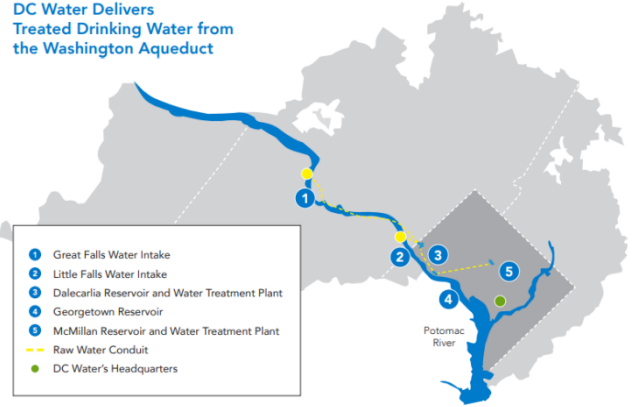 DC Water Delivers
Treated Drinking Water from
the Washington Aqueduct
1
2
3
4
5
Potomac
River
1 Great Falls Water Intake
2 Little Falls Water Intake
3 Dalecarlia Reservoir and Water Treatment Plant
4 Georgetown Reservoir
5 McMillan Reservoir and Water Treatment Plant
Raw Water Conduit
DC Water's Headquarters